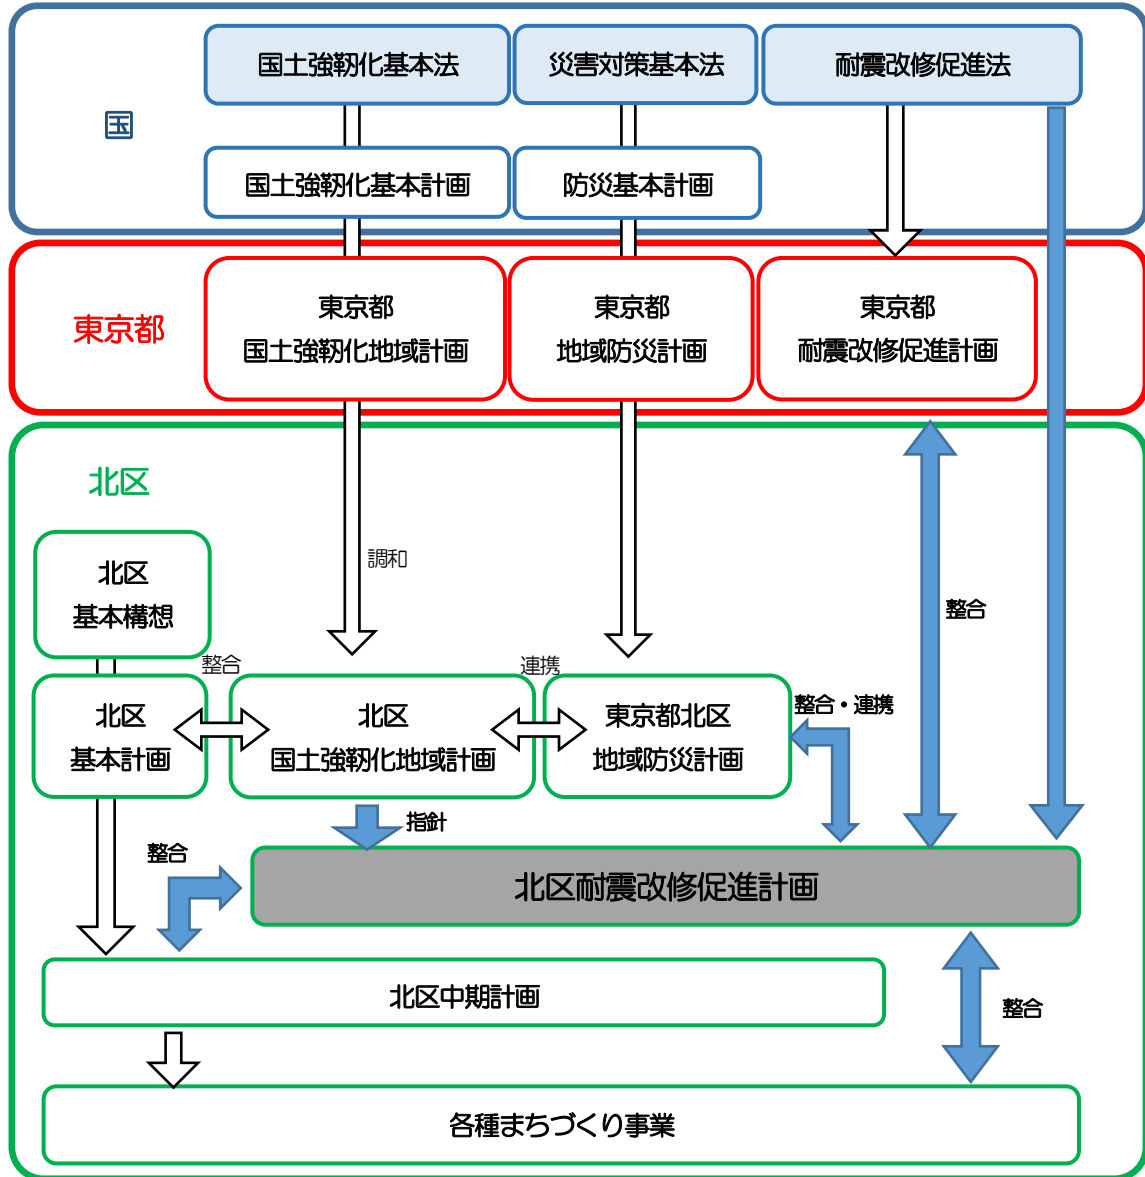 国
国土強靱化基本法
災害対策基本法
耐震改修促進法
国土強靱化基本計画
防災基本計画
東京都
東京都
国土強靱化地域計画
東京都
地域防災計画
東京都
耐震改修促進計画
北区
北区
基本構想
調和
整合
整合
連携
北区
基本計画
北区
国土強靱化地域計画
東京都北区
地域防災計画
整合・連携
指針
整合
北区耐震改修促進計画
北区中期計画
整合
各種まちづくり事業